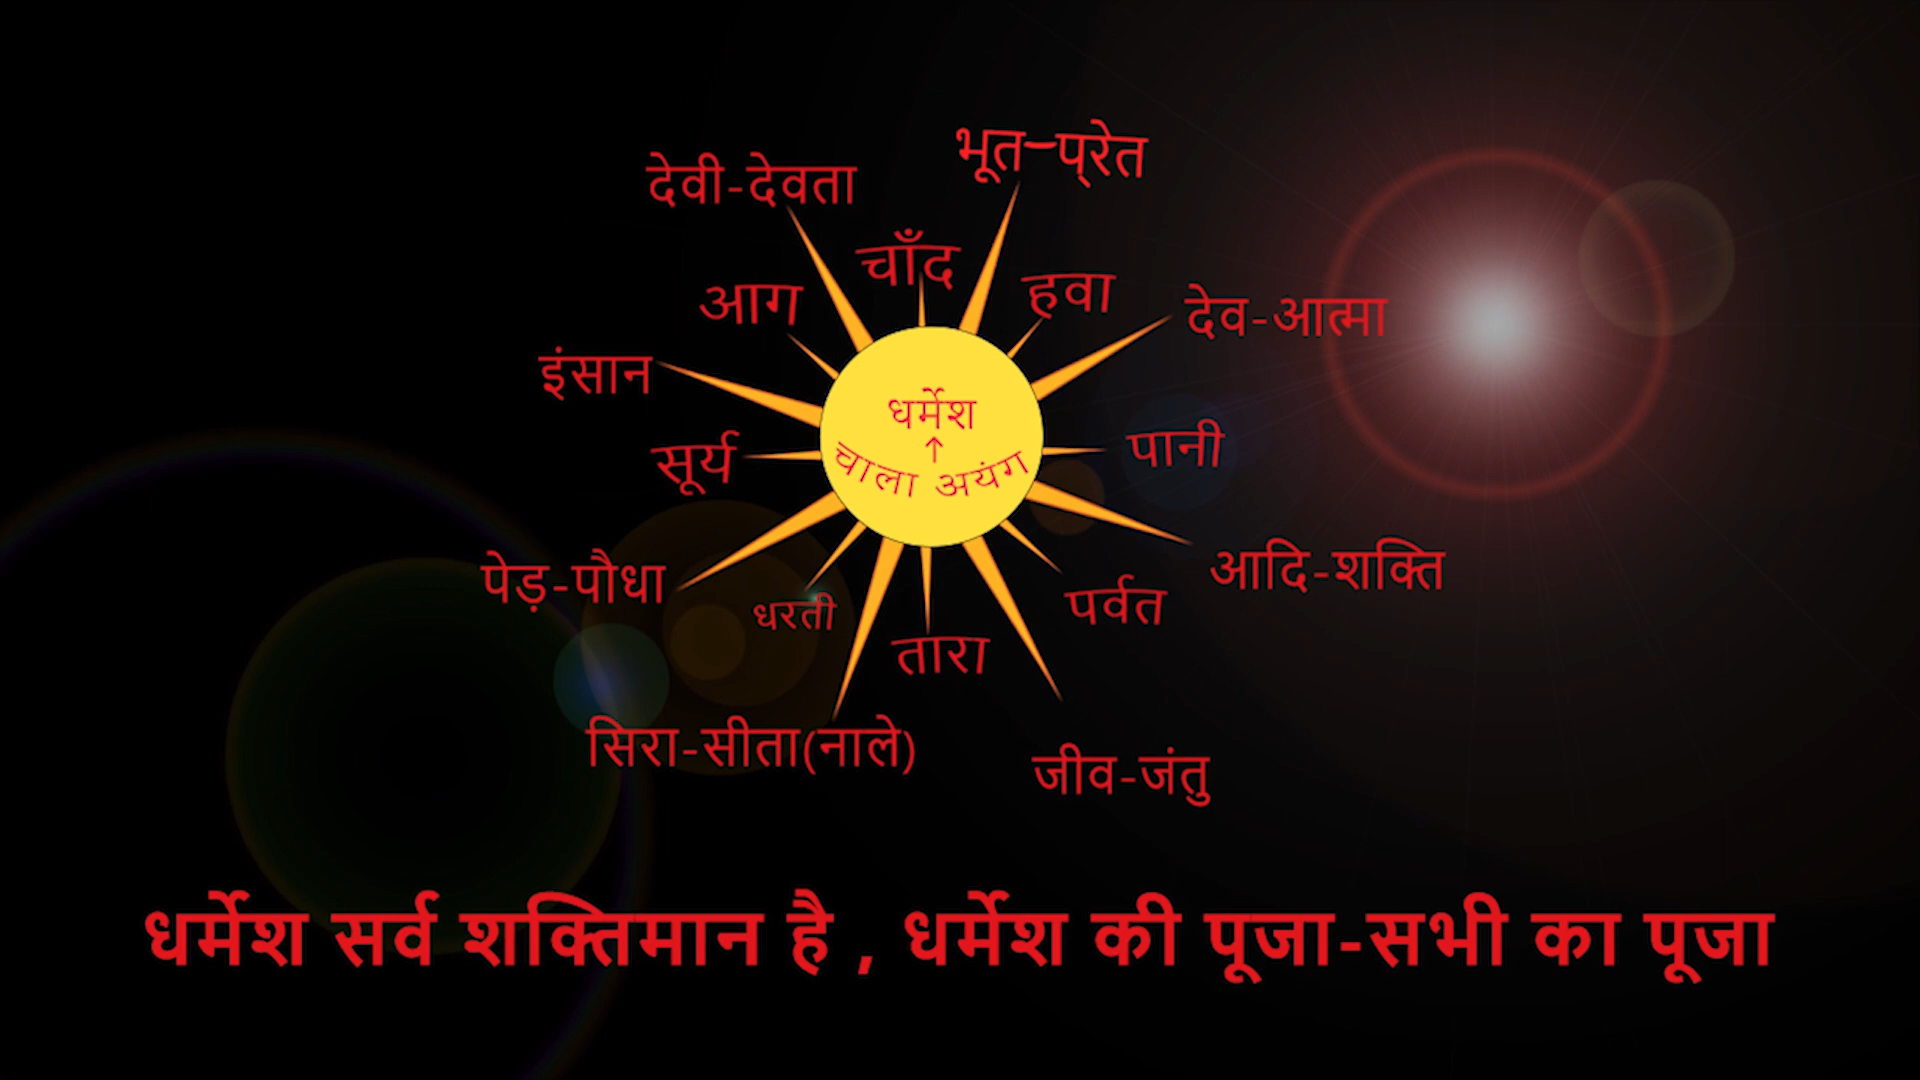 भूत-प्रेत
देवी-देवता
चाँद
आग
हवा
देव-आत्मा
इंसान
धर्मेश
↑
चाला अयंग
सूर्य
पानी
पेड़-पौधा
आदि-शक्ति
धरती
पर्वत
तारा
सिरा-सीता(नाले)
जीव-जंतु
धर्मेश सर्व शक्तिमान है , धर्मेश की पूजा-सभी का पूजा